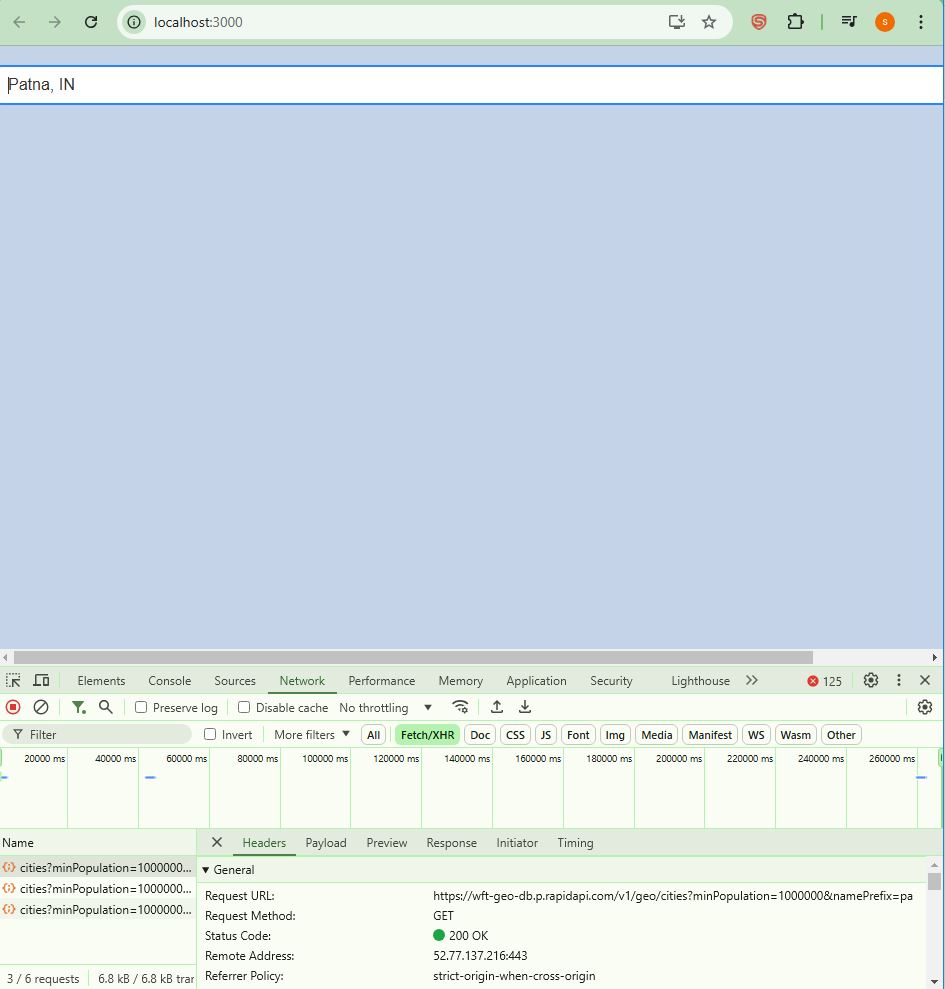 localhost:3000
S
Patna, IN
Elements Console Sources Network Performance Memory Application Security Lighthouse 125
Preserve log Disable cache No throttling
Filter Invert More filters All Fetch/XHR Doc CSS JS Font Img Media Manifest WS Wasm Other
20000 ms 40000 ms 60000 ms 80000 ms 100000 ms 120000 ms 140000 ms 160000 ms 180000 ms 200000 ms 220000 ms 240000 ms 260000 ms
Name Headers Payload Preview Response Initiator Timing
cities?minPopulation=1000000...
cities?minPopulation=1000000...
cities?minPopulation=1000000...
General
Request URL: https://wft-geo-db.p.rapidapi.com/v1/geo/cities?minPopulation=1000000&namePrefix=pa
Request Method: GET
Status Code: 200 OK
Remote Address: 52.77.137.216:443
Referrer Policy: strict-origin-when-cross-origin
3 / 6 requests 6.8 kB / 6.8 kB trar